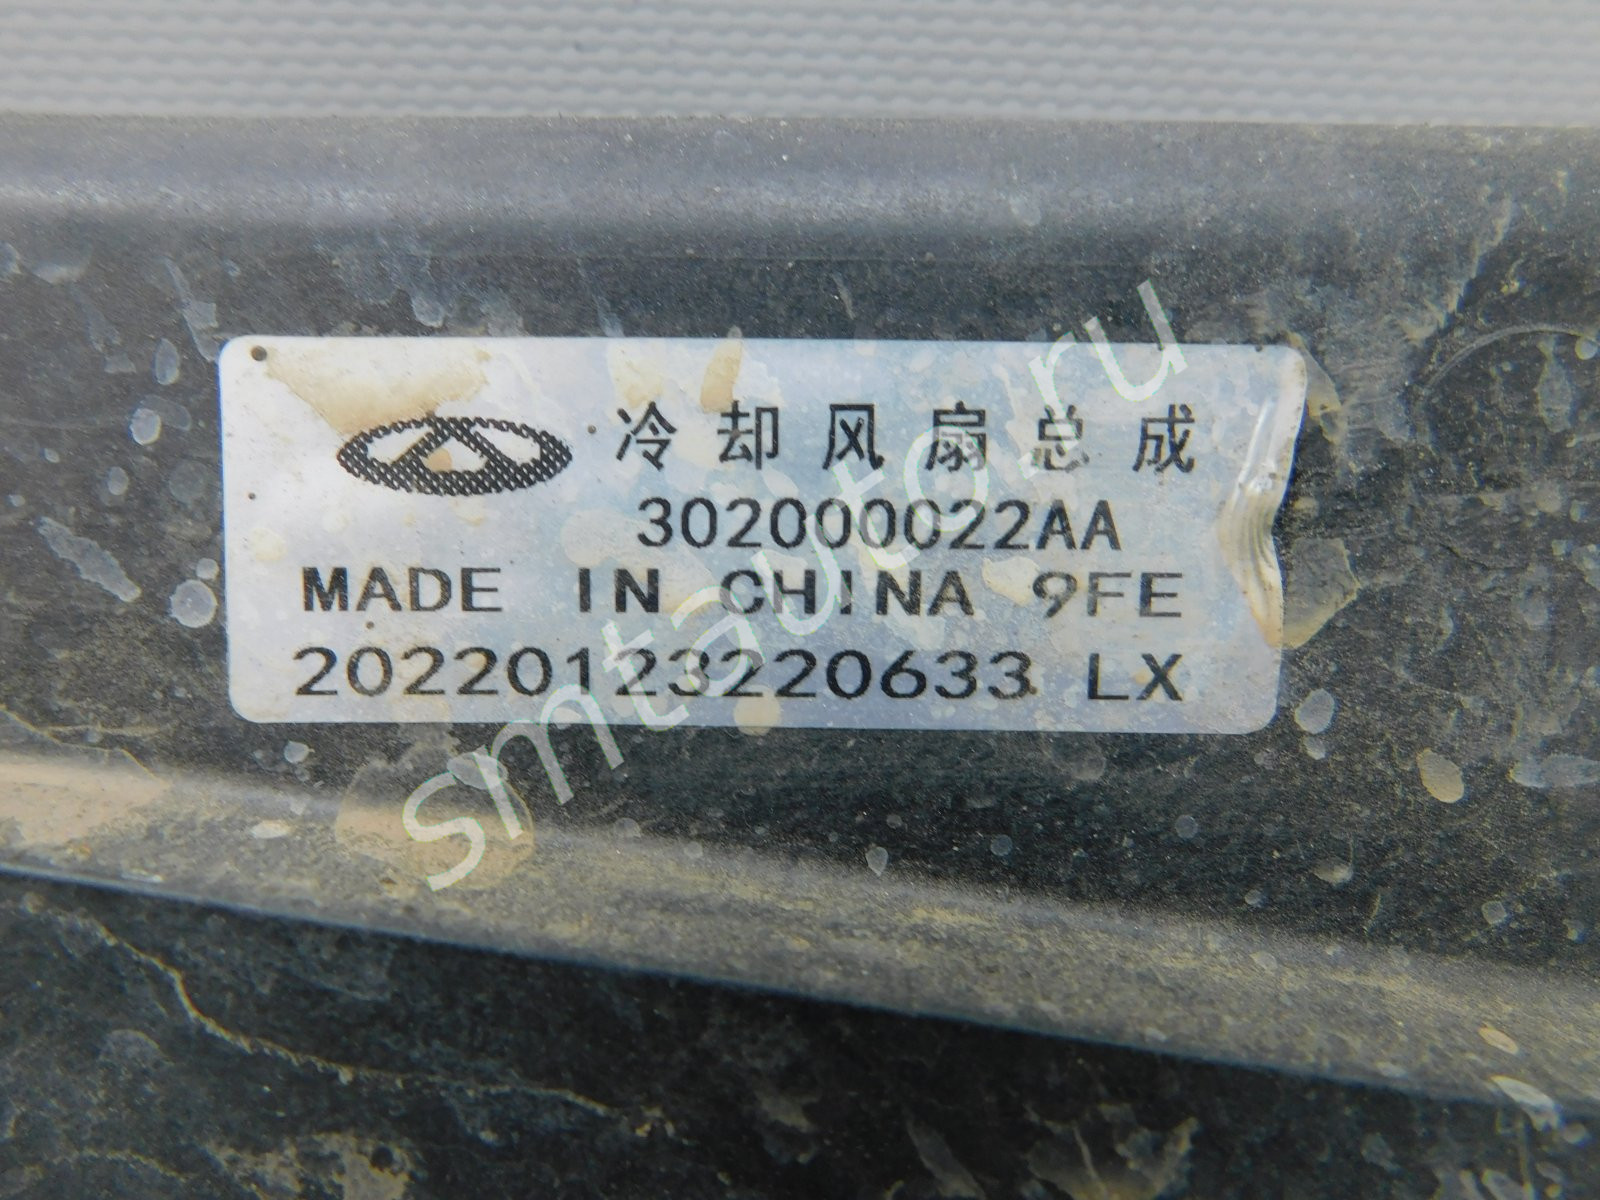 冷却风扇总成
302000022AA
MADE IN CHINA 9FE
20220123220633 LX
smtauto.ru